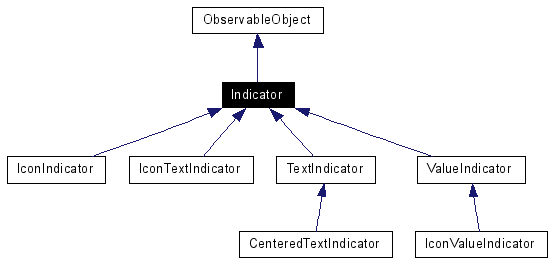 ObservableObject
Indicator
IconIndicator
IconTextIndicator
TextIndicator
ValueIndicator
CenteredTextIndicator
IconValueIndicator